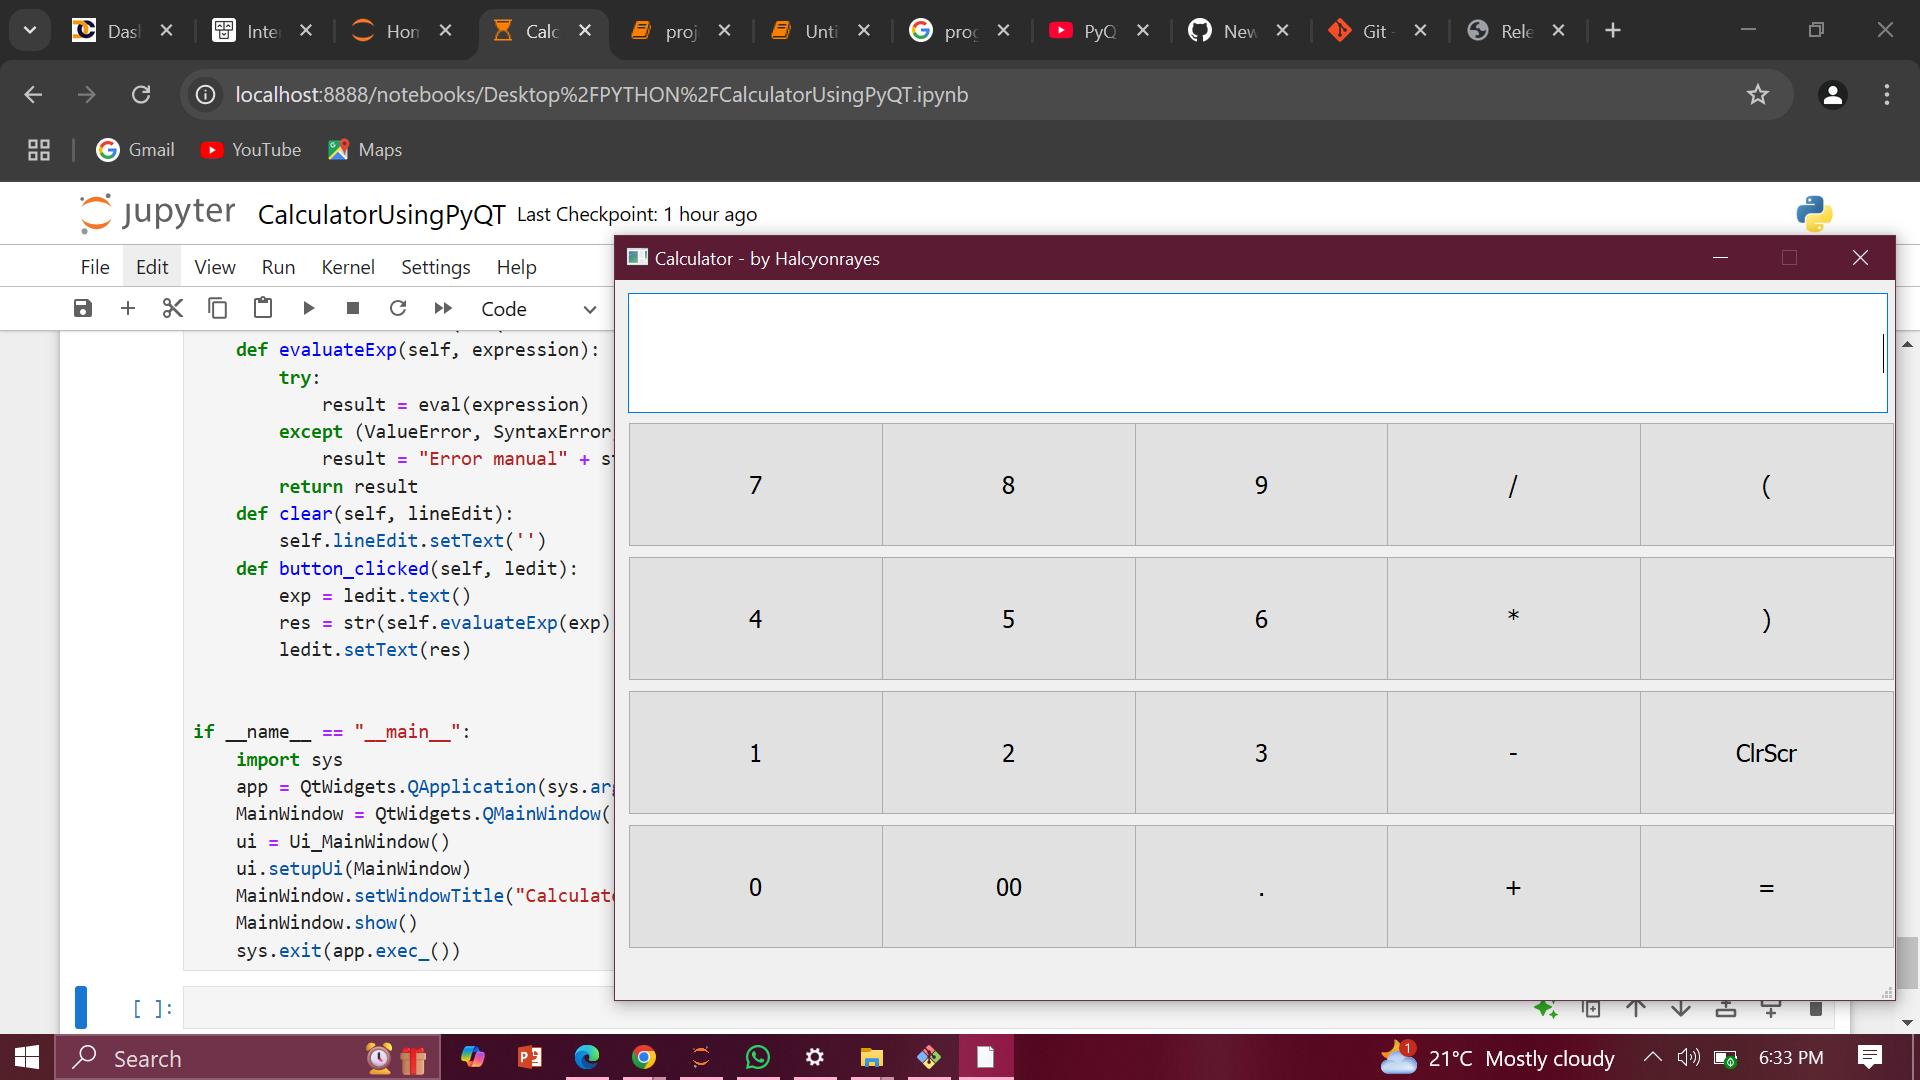 Das
Inte
Hon
Calc
proj
Unti
prog
PyQ
New
Git -
Rele
localhost:8888/notebooks/Desktop%2FPYTHON%2FCalculatorUsingPyQT.ipynb
Gmail
YouTube
Maps
jupyter
CalculatorUsingPyQT
Last Checkpoint: 1 hour ago
File
Edit
View
Run
Kernel
Settings
Help
Code
Calculator - by Halcyonrayes
def evaluateExp(self, expression):
try:
result = eval(expression)
except (ValueError, SyntaxError,
result = "Error manual" + st
return result
def clear(self, lineEdit):
self.lineEdit.setText('')
def button_clicked(self, ledit):
exp = ledit.text()
res = str(self.evaluateExp(exp)
ledit.setText(res)
if __name__ == "__main__":
import sys
app = QtWidgets.QApplication(sys.arg
MainWindow = QtWidgets.QMainWindow(
ui = Ui_MainWindow()
ui.setupUi(MainWindow)
MainWindow.setWindowTitle("Calculato
MainWindow.show()
sys.exit(app.exec_())
[ ]:
7 8 9 / (
4 5 6 * )
1 2 3 - ClrScr
0 00 . + =
Search
1
21°C Mostly cloudy
6:33 PM